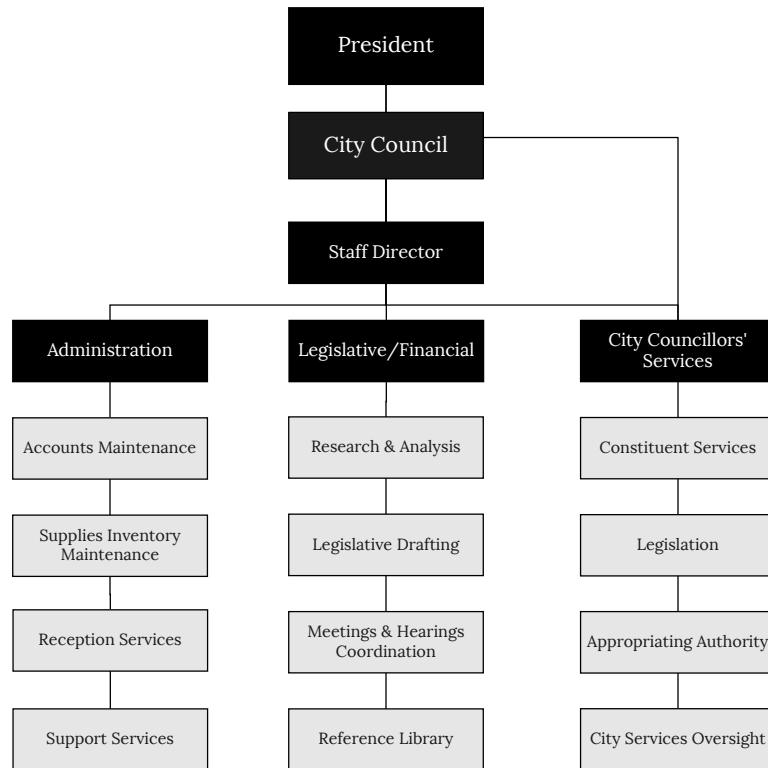 President
City Council
Staff Director
Administration
Legislative/Financial
City Councillors'
Services
Accounts Maintenance
Research & Analysis
Constituent Services
Supplies Inventory
Maintenance
Legislative Drafting
Legislation
Reception Services
Meetings & Hearings
Coordination
Appropriating Authority
Support Services
Reference Library
City Services Oversight